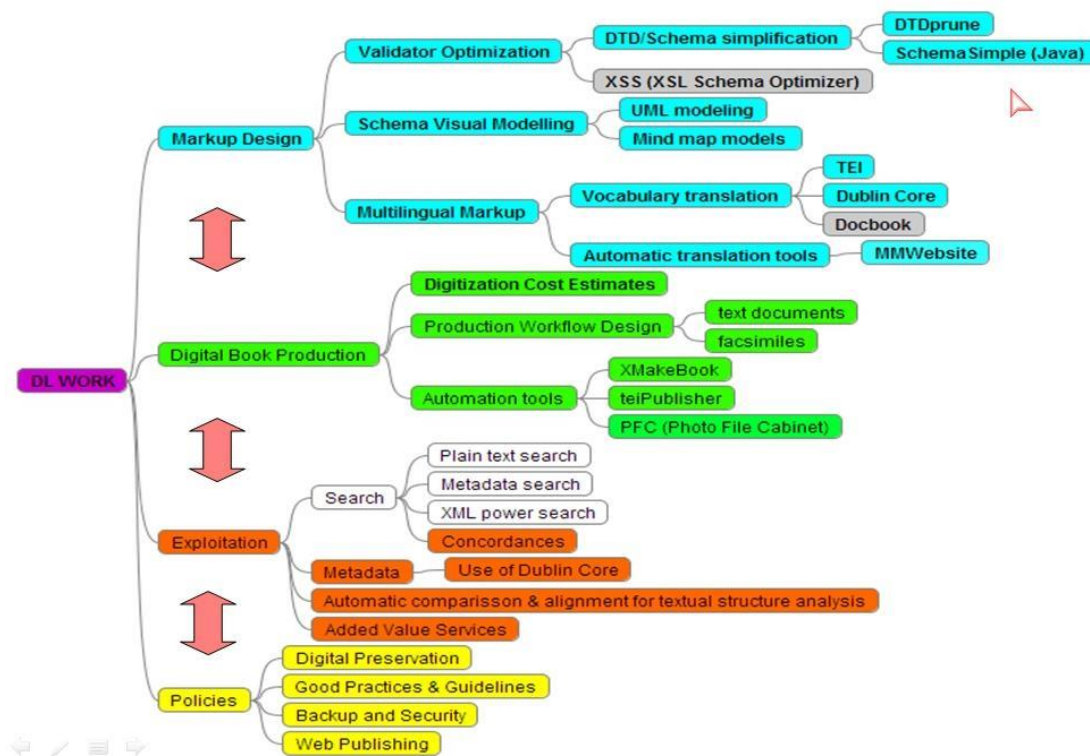 DL WORK
Markup Design
Validator Optimization
DTD/Schema simplification
DTDprune
SchemaSimple (Java)
XSS (XSL Schema Optimizer)
Schema Visual Modelling
UML modeling
Mind map models
Multilingual Markup
Vocabulary translation
TEI
Dublin Core
Docbook
Automatic translation tools
MMWebsite
Digital Book Production
Digitization Cost Estimates
Production Workflow Design
text documents
facsimiles
Automation tools
XMakeBook
teiPublisher
PFC (Photo File Cabinet)
Exploitation
Search
Plain text search
Metadata search
XML power search
Concordances
Metadata
Use of Dublin Core
Automatic comparisson & alignment for textual structure analysis
Added Value Services
Policies
Digital Preservation
Good Practices & Guidelines
Backup and Security
Web Publishing